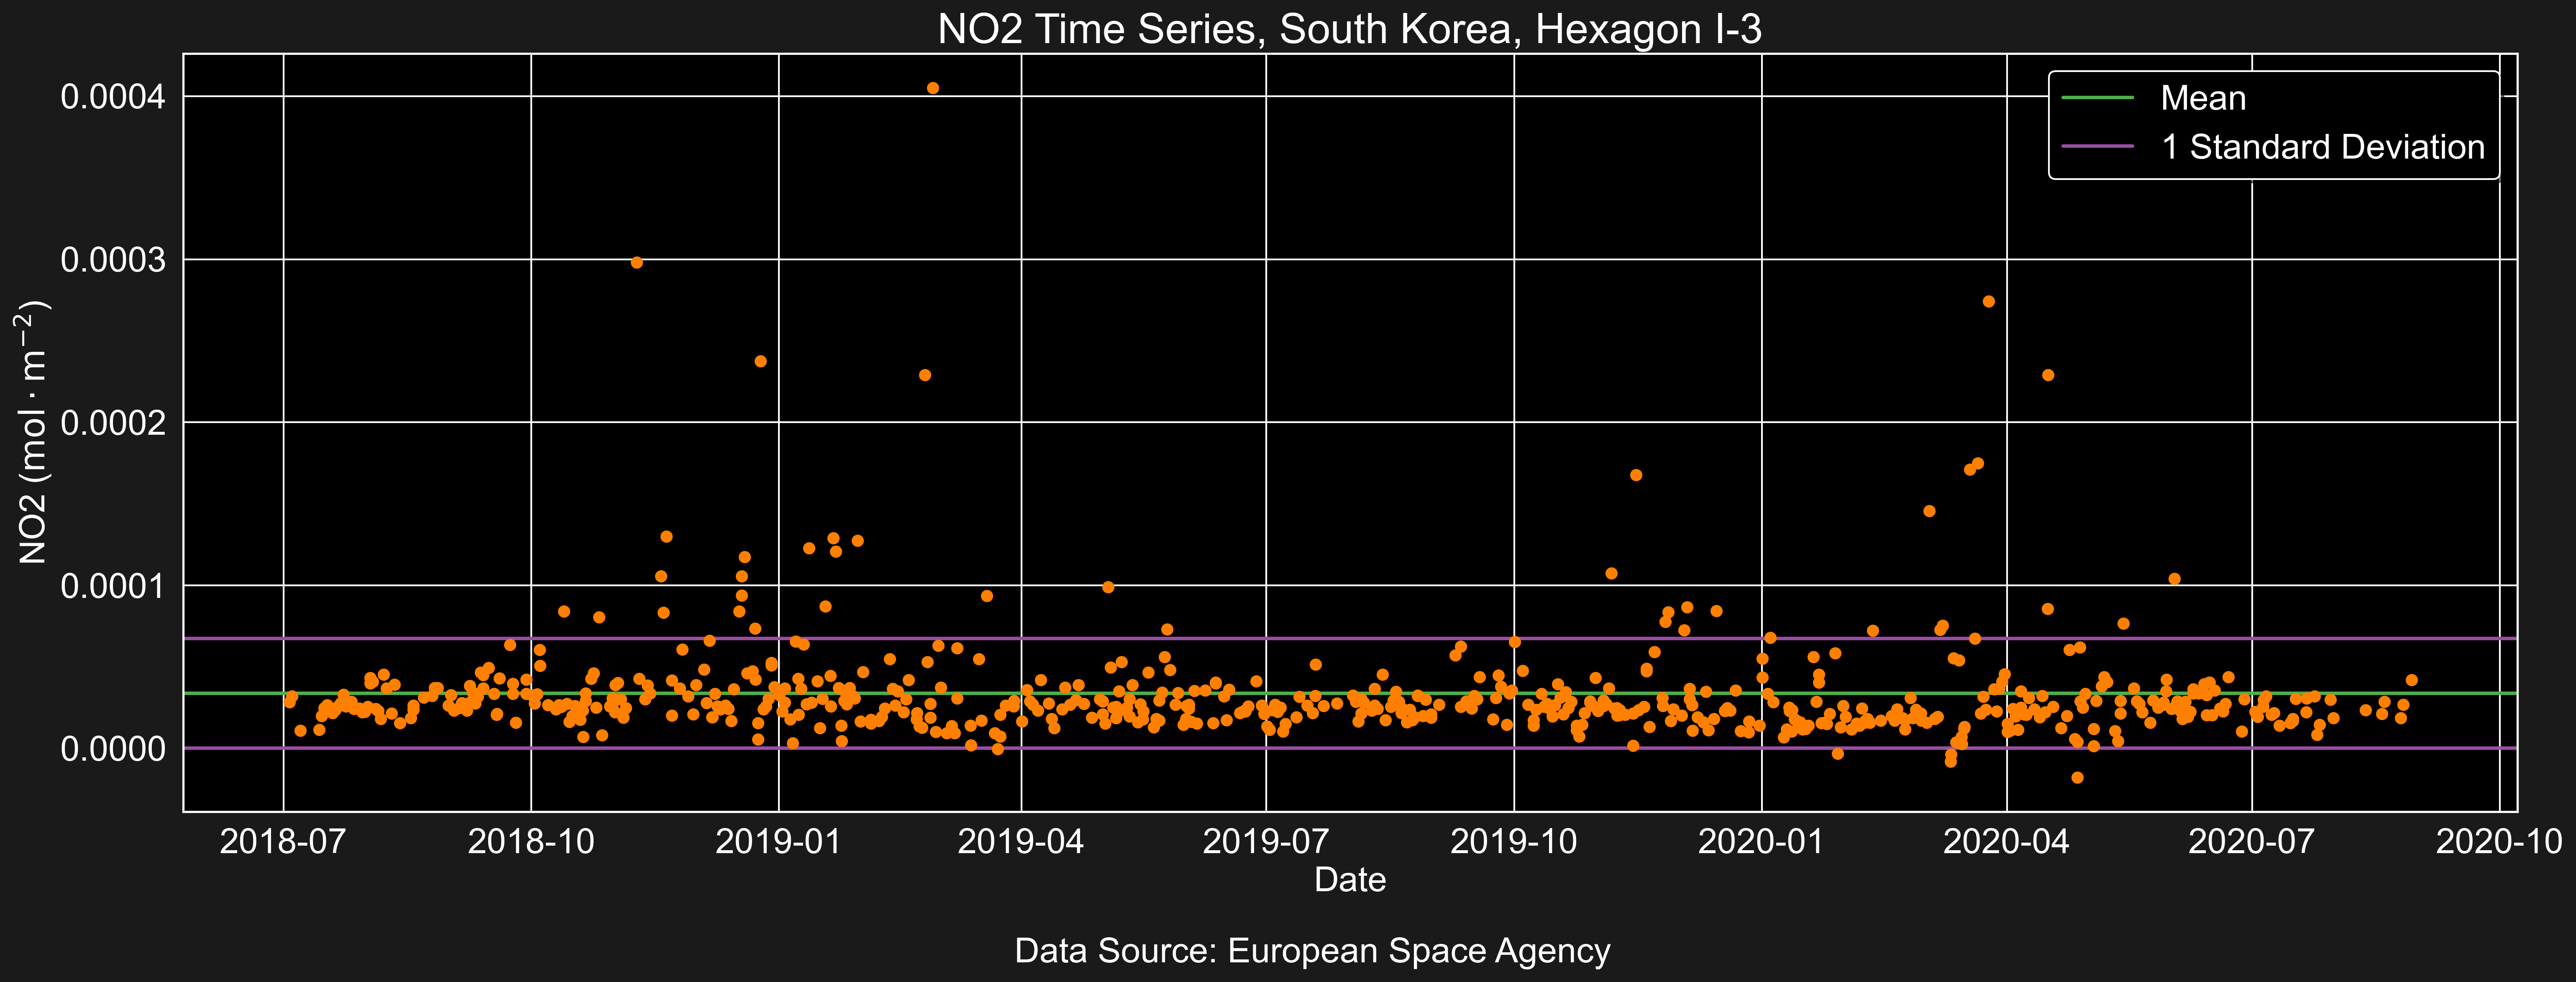 NO2 Time Series, South Korea, Hexagon I-3
Mean
1 Standard Deviation
NO2 (mol · m⁻²)
0.0004
0.0003
0.0002
0.0001
0.0000
2018-07 2018-10 2019-01 2019-04 2019-07 2019-10 2020-01 2020-04 2020-07 2020-10
Date
Data Source: European Space Agency